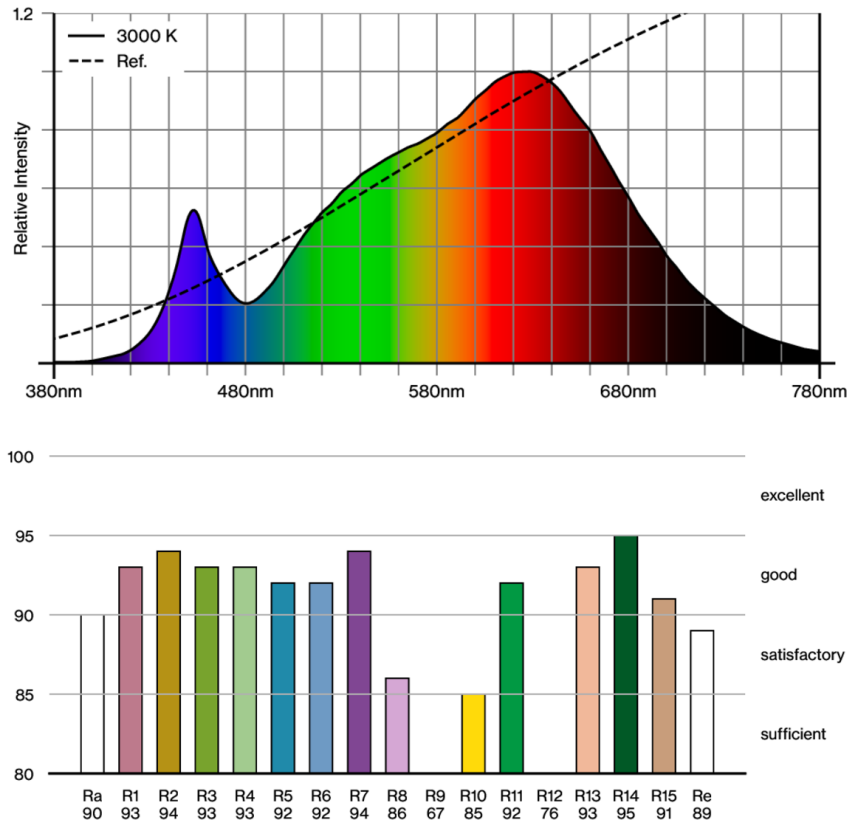 1.2
3000 K
Ref.
Relative Intensity
380nm 480nm 580nm 680nm 780nm
100
excellent
95
good
90
satisfactory
85
sufficient
80
Ra R1 R2 R3 R4 R5 R6 R7 R8 R9 R10 R11 R12 R13 R14 R15 Re
90 93 94 93 93 92 92 94 86 67 85 92 76 93 95 91 89